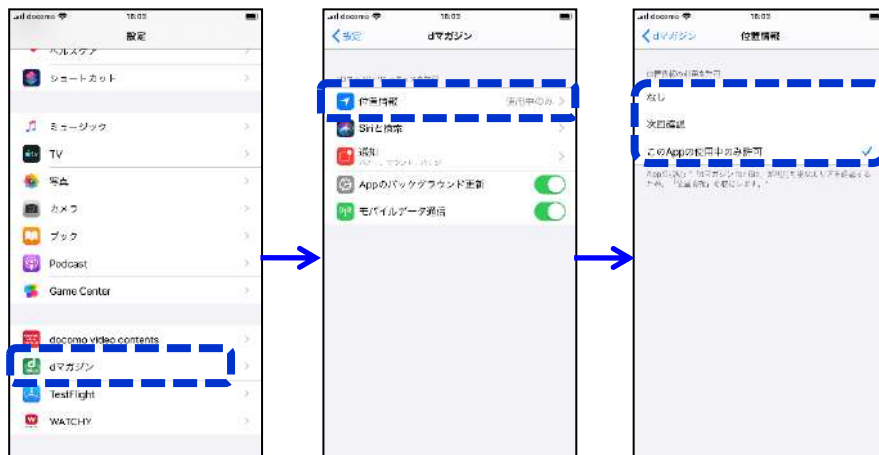 docomo
18:03
設定
ヘルスケア
ショートカット
ミュージック
TV
写真
カメラ
ブック
Podcast
Game Center
docomo video contents
dマガジン
TestFlight
WATCHY
docomo
18:03
設定
dマガジン
位置情報
使用中のみ
Siriと検索
通知
Appのバックグラウンド更新
モバイルデータ通信
docomo
18:03
dマガジン
位置情報
位置情報の利用を許可
なし
次回確認
このAppの使用中のみ許可